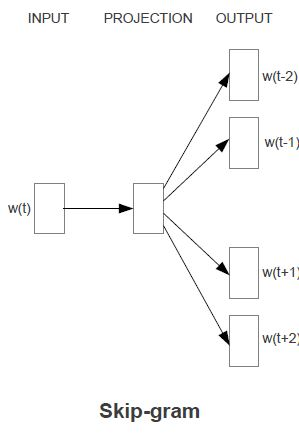 INPUT PROJECTION OUTPUT
w(t-2)
w(t-1)
w(t)
w(t+1)
w(t+2)
Skip-gram